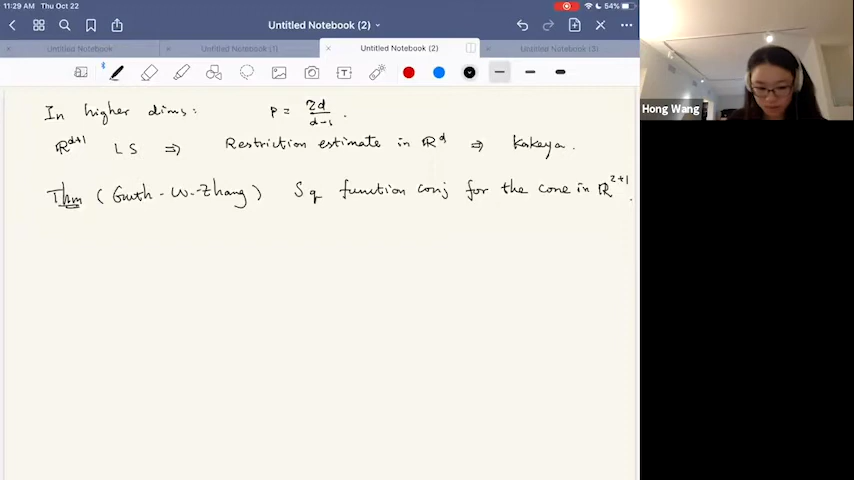 11:29 AM Thu Oct 22
54%
Untitled Notebook (2)
Untitled Notebook
Untitled Notebook (1)
Untitled Notebook (2)
Untitled Notebook (3)
Hong Wang
In higher dims: p = 2d/(d-1).
ℝ^{d+1} LS ⇒ Restriction estimate in ℝ^d ⇒ Kakeya.
Thm (Guth-W-Zhang) Sq function conj for the cone in ℝ^{2+1}.